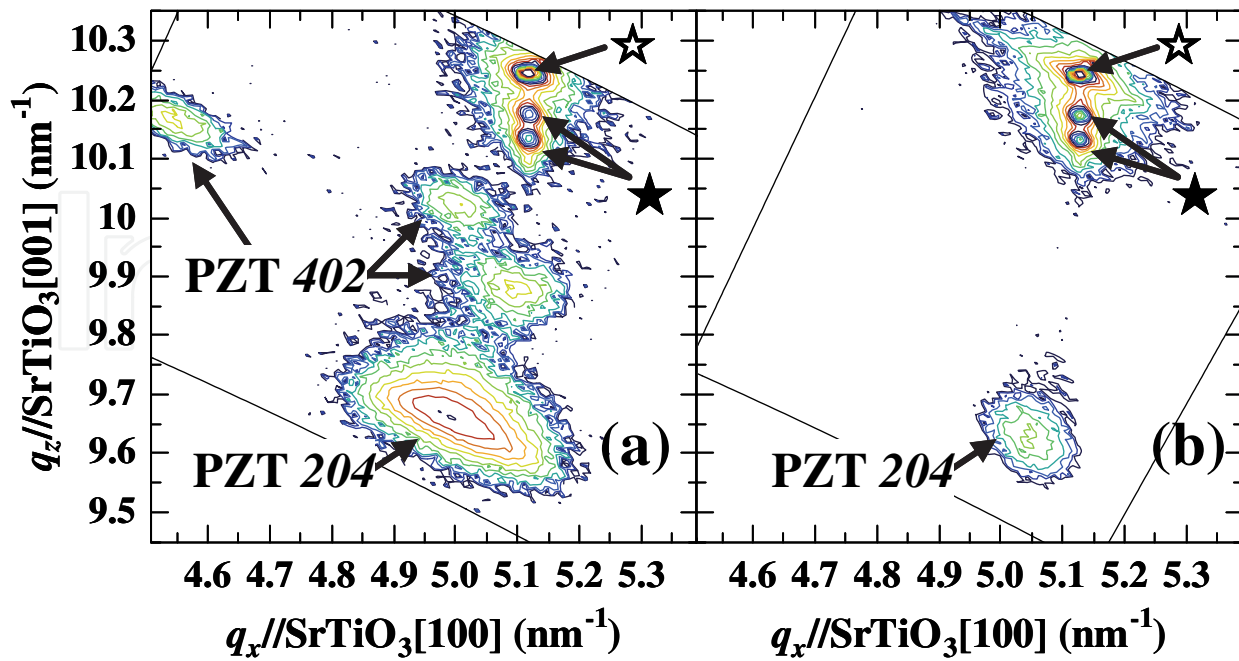 10.3
10.2
10.1
10
9.9
9.8
9.7
9.6
9.5
q_z//SrTiO₃[001] (nm⁻¹)
PZT 402
PZT 204
(a)
4.6 4.7 4.8 4.9 5.0 5.1 5.2 5.3
q_x//SrTiO₃[100] (nm⁻¹)
PZT 204
(b)
4.6 4.7 4.8 4.9 5.0 5.1 5.2 5.3
q_x//SrTiO₃[100] (nm⁻¹)